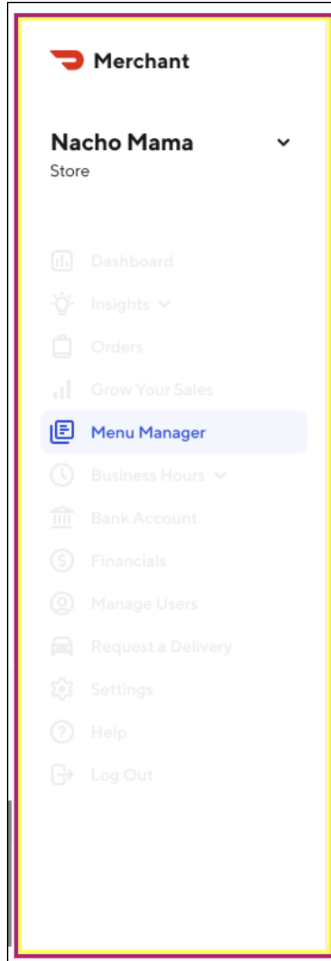 Merchant
Nacho Mama
Store
Dashboard
Insights
Orders
Grow Your Sales
Menu Manager
Business Hours
Bank Account
Financials
Manage Users
Request a Delivery
Settings
Help
Log Out